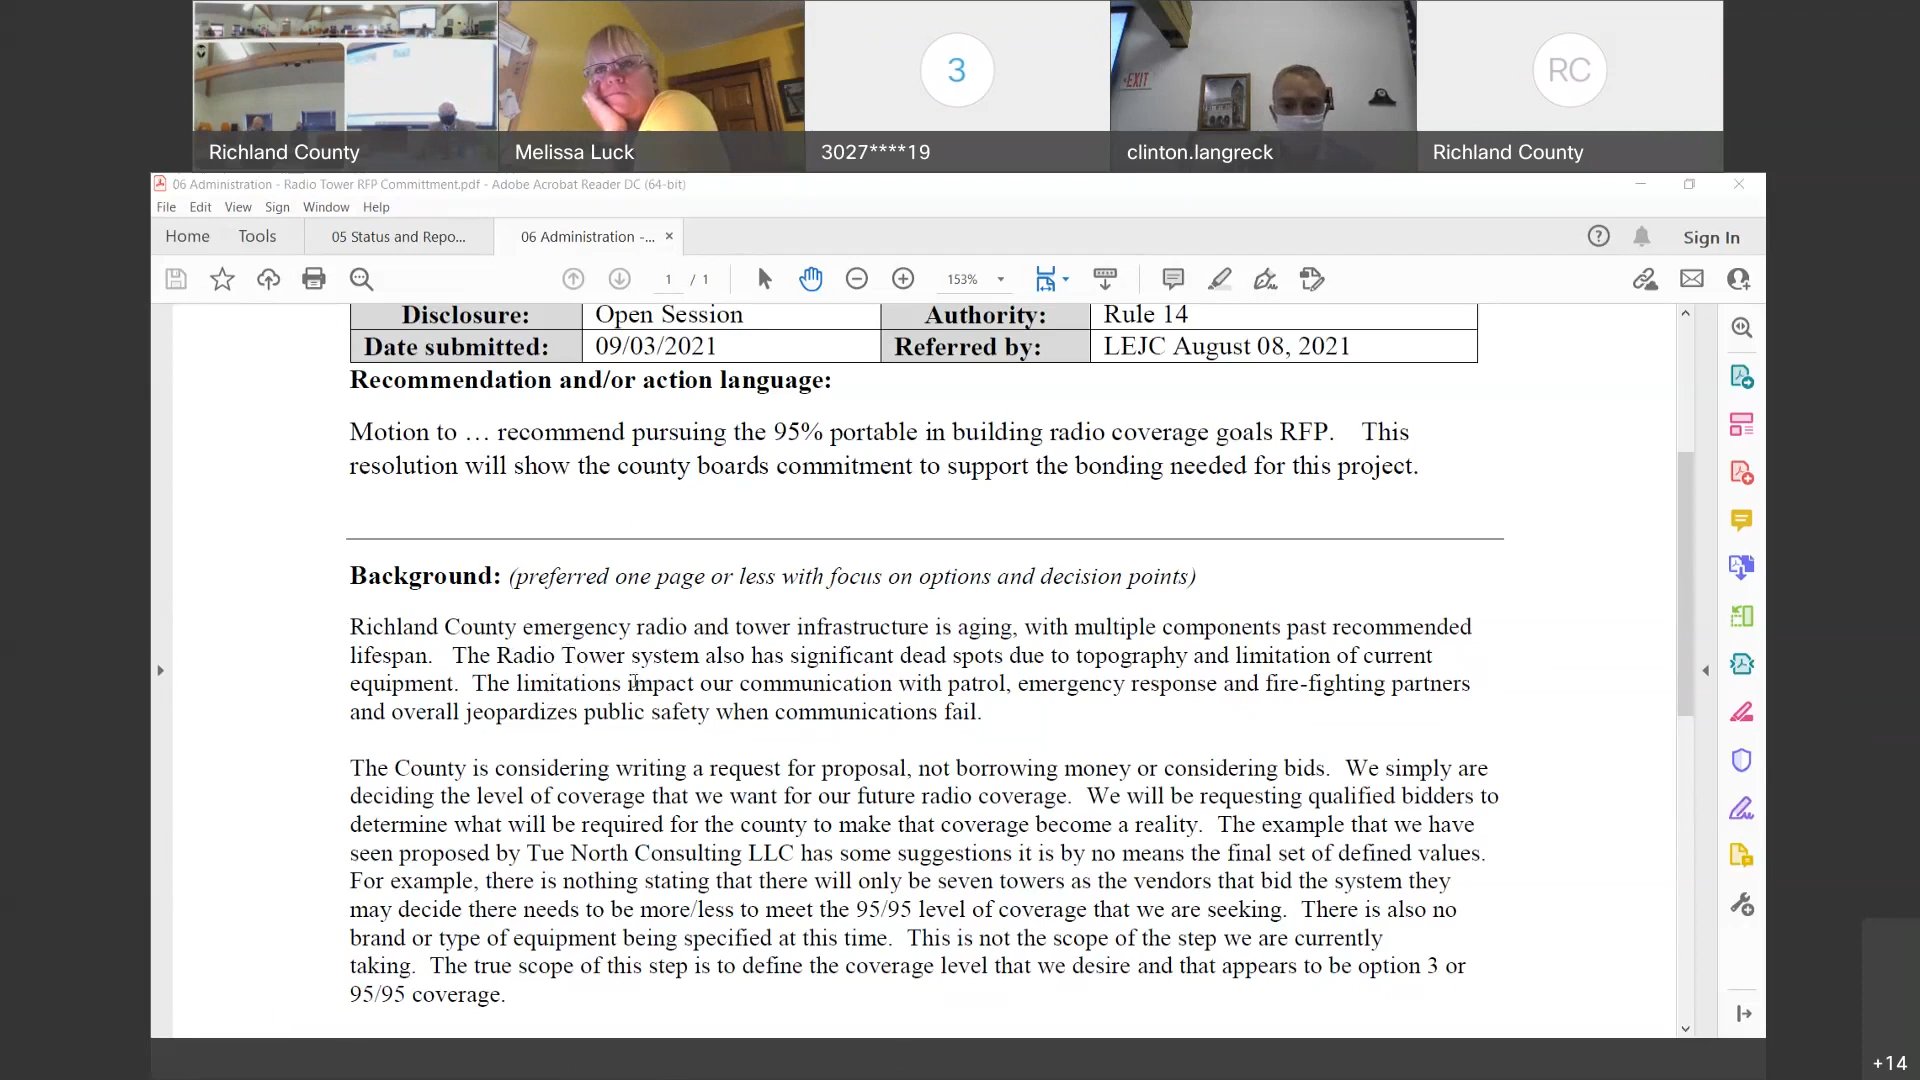 EXIT
3
RC
Richland County
Melissa Luck
3027****19
clinton.langreck
Richland County
06 Administration - Radio Tower RFP Committment.pdf - Adobe Acrobat Reader DC (64-bit)
File Edit View Sign Window Help
Home Tools 05 Status and Repo... 06 Administration -... × Sign In
1 / 1 153%
Disclosure: Open Session Authority: Rule 14
Date submitted: 09/03/2021 Referred by: LEJC August 08, 2021
Recommendation and/or action language:
Motion to … recommend pursuing the 95% portable in building radio coverage goals RFP. This
resolution will show the county boards commitment to support the bonding needed for this project.
Background: (preferred one page or less with focus on options and decision points)
Richland County emergency radio and tower infrastructure is aging, with multiple components past recommended
lifespan. The Radio Tower system also has significant dead spots due to topography and limitation of current
equipment. The limitations impact our communication with patrol, emergency response and fire-fighting partners
and overall jeopardizes public safety when communications fail.
The County is considering writing a request for proposal, not borrowing money or considering bids. We simply are
deciding the level of coverage that we want for our future radio coverage. We will be requesting qualified bidders to
determine what will be required for the county to make that coverage become a reality. The example that we have
seen proposed by Tue North Consulting LLC has some suggestions it is by no means the final set of defined values.
For example, there is nothing stating that there will only be seven towers as the vendors that bid the system they
may decide there needs to be more/less to meet the 95/95 level of coverage that we are seeking. There is also no
brand or type of equipment being specified at this time. This is not the scope of the step we are currently
taking. The true scope of this step is to define the coverage level that we desire and that appears to be option 3 or
95/95 coverage.
+14